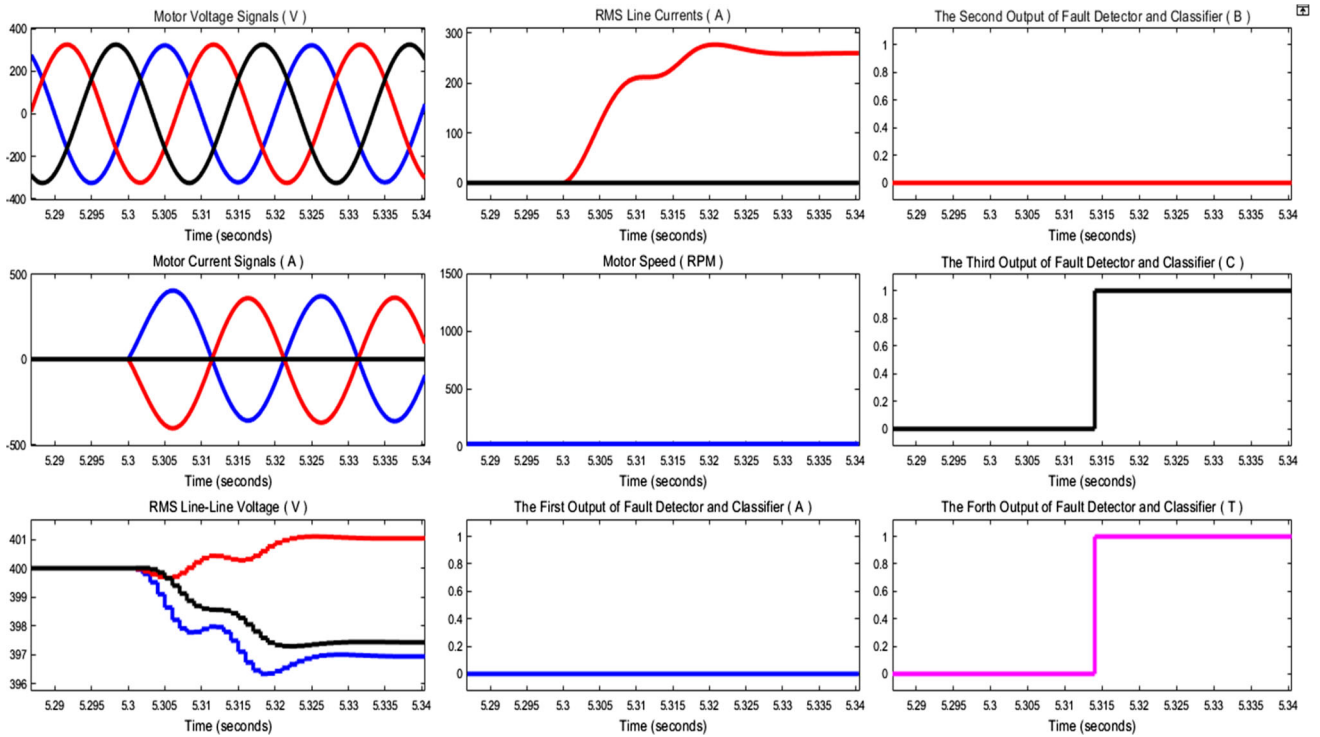 Motor Voltage Signals ( V )
400
200
0
-200
-400
5.29 5.295 5.3 5.305 5.31 5.315 5.32 5.325 5.33 5.335 5.34
Time (seconds)
RMS Line Currents ( A )
300
200
100
0
5.29 5.295 5.3 5.305 5.31 5.315 5.32 5.325 5.33 5.335 5.34
Time (seconds)
The Second Output of Fault Detector and Classifier ( B )
1
0.8
0.6
0.4
0.2
0
5.29 5.295 5.3 5.305 5.31 5.315 5.32 5.325 5.33 5.335 5.34
Time (seconds)
Motor Current Signals ( A )
500
0
-500
5.29 5.295 5.3 5.305 5.31 5.315 5.32 5.325 5.33 5.335 5.34
Time (seconds)
Motor Speed ( RPM )
1500
1000
500
0
5.29 5.295 5.3 5.305 5.31 5.315 5.32 5.325 5.33 5.335 5.34
Time (seconds)
The Third Output of Fault Detector and Classifier ( C )
1
0.8
0.6
0.4
0.2
0
5.29 5.295 5.3 5.305 5.31 5.315 5.32 5.325 5.33 5.335 5.34
Time (seconds)
RMS Line-Line Voltage ( V )
401
400
399
398
397
396
5.29 5.295 5.3 5.305 5.31 5.315 5.32 5.325 5.33 5.335 5.34
Time (seconds)
The First Output of Fault Detector and Classifier ( A )
1
0.8
0.6
0.4
0.2
0
5.29 5.295 5.3 5.305 5.31 5.315 5.32 5.325 5.33 5.335 5.34
Time (seconds)
The Forth Output of Fault Detector and Classifier ( T )
1
0.8
0.6
0.4
0.2
0
5.29 5.295 5.3 5.305 5.31 5.315 5.32 5.325 5.33 5.335 5.34
Time (seconds)